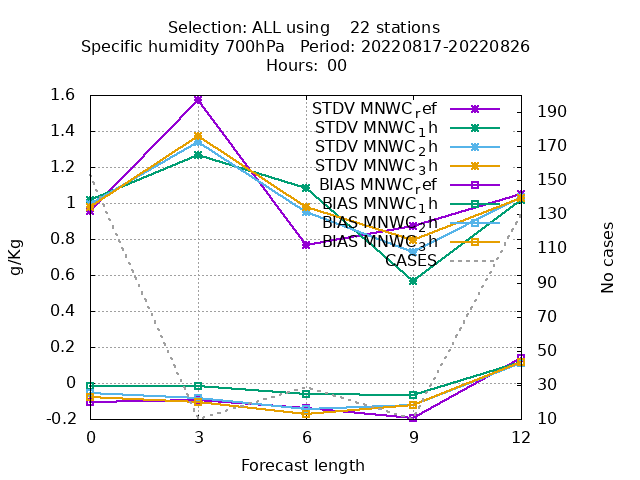 Selection: ALL using    22 stations
Specific humidity 700hPa   Period: 20220817-20220826
Hours:  00
1.6
1.4
1.2
1
0.8
0.6
0.4
0.2
0
-0.2
g/Kg
STDV MNWC_ref
STDV MNWC_1h
STDV MNWC_2h
STDV MNWC_3h
BIAS MNWC_ref
BIAS MNWC_1h
BIAS MNWC_2h
BIAS MNWC_3h
CASES
190
170
150
130
110
90
70
50
30
10
No cases
0 3 6 9 12
Forecast length